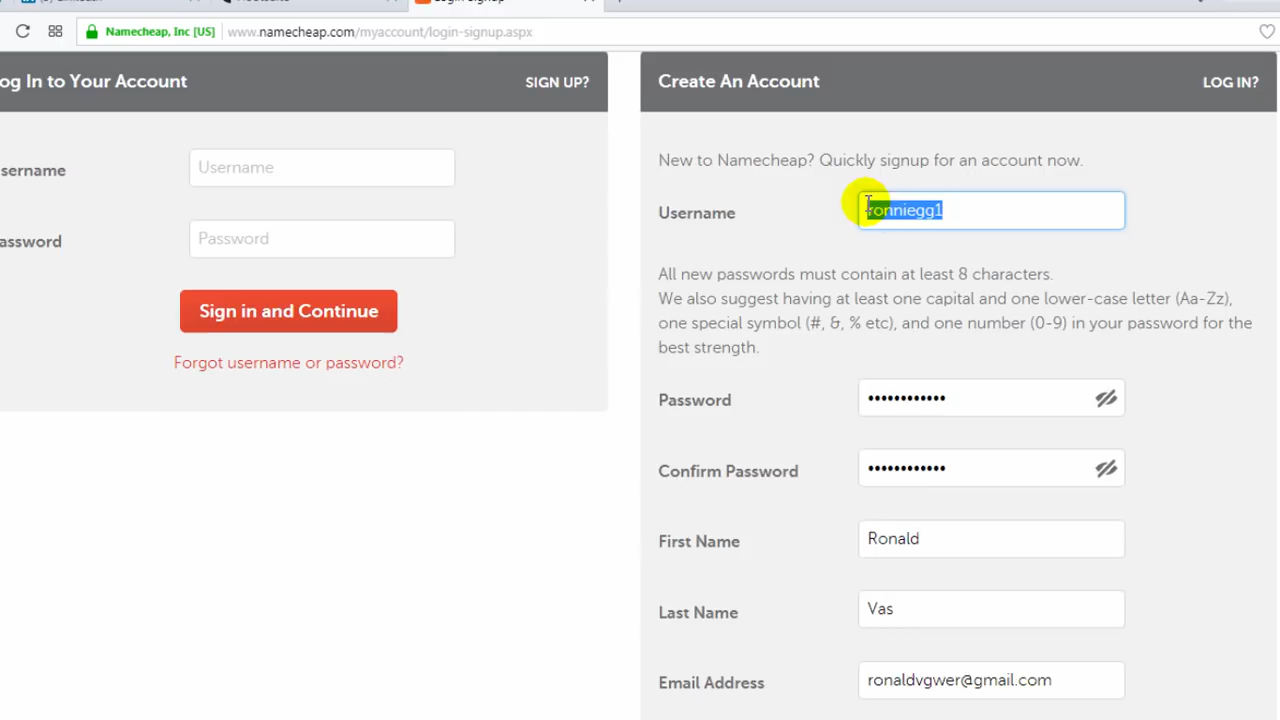 Namecheap, Inc [US]
www.namecheap.com/myaccount/login-signup.aspx
og In to Your Account
SIGN UP?
sername
Username
assword
Password
Sign in and Continue
Forgot username or password?
Create An Account
LOG IN?
New to Namecheap? Quickly signup for an account now.
Username
ronniegg1
All new passwords must contain at least 8 characters.
We also suggest having at least one capital and one lower-case letter (Aa-Zz),
one special symbol (#, &, % etc), and one number (0-9) in your password for the
best strength.
Password
••••••••••••
Confirm Password
••••••••••••
First Name
Ronald
Last Name
Vas
Email Address
ronaldvgwer@gmail.com